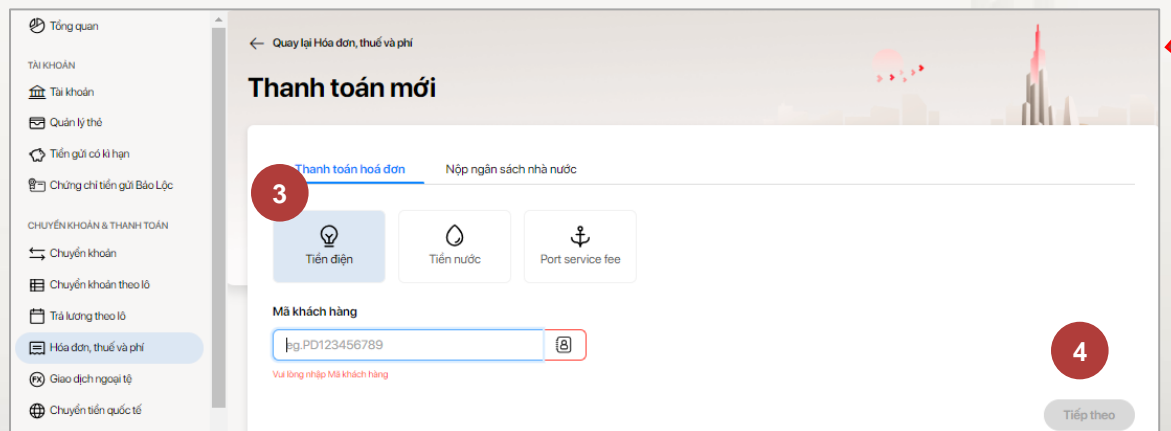 Tổng quan
TÀI KHOẢN
Tài khoản
Quản lý thẻ
Tiền gửi có kì hạn
Chứng chỉ tiền gửi Bảo Lộc
CHUYỂN KHOẢN & THANH TOÁN
Chuyển khoản
Chuyển khoản theo lô
Trả lương theo lô
Hóa đơn, thuế và phí
FX Giao dịch ngoại tệ
Chuyển tiền quốc tế
Quay lại Hóa đơn, thuế và phí
Thanh toán mới
Thanh toán hoá đơn Nộp ngân sách nhà nước
3
Tiền điện Tiền nước Port service fee
Mã khách hàng
eg.PD123456789
Vui lòng nhập Mã khách hàng
4
Tiếp theo